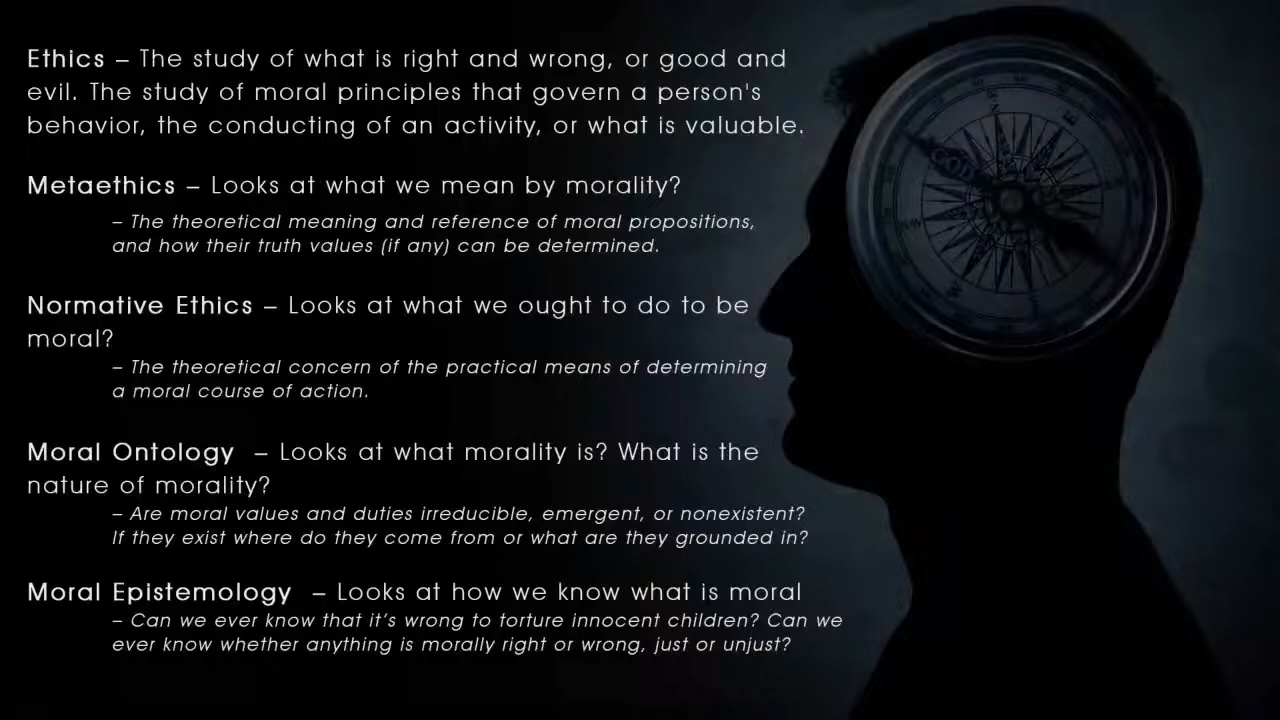 Ethics – The study of what is right and wrong, or good and
evil. The study of moral principles that govern a person's
behavior, the conducting of an activity, or what is valuable.
Metaethics – Looks at what we mean by morality?
– The theoretical meaning and reference of moral propositions,
and how their truth values (if any) can be determined.
Normative Ethics – Looks at what we ought to do to be
moral?
– The theoretical concern of the practical means of determining
a moral course of action.
Moral Ontology – Looks at what morality is? What is the
nature of morality?
– Are moral values and duties irreducible, emergent, or nonexistent?
If they exist where do they come from or what are they grounded in?
Moral Epistemology – Looks at how we know what is moral
– Can we ever know that it’s wrong to torture innocent children? Can we
ever know whether anything is morally right or wrong, just or unjust?